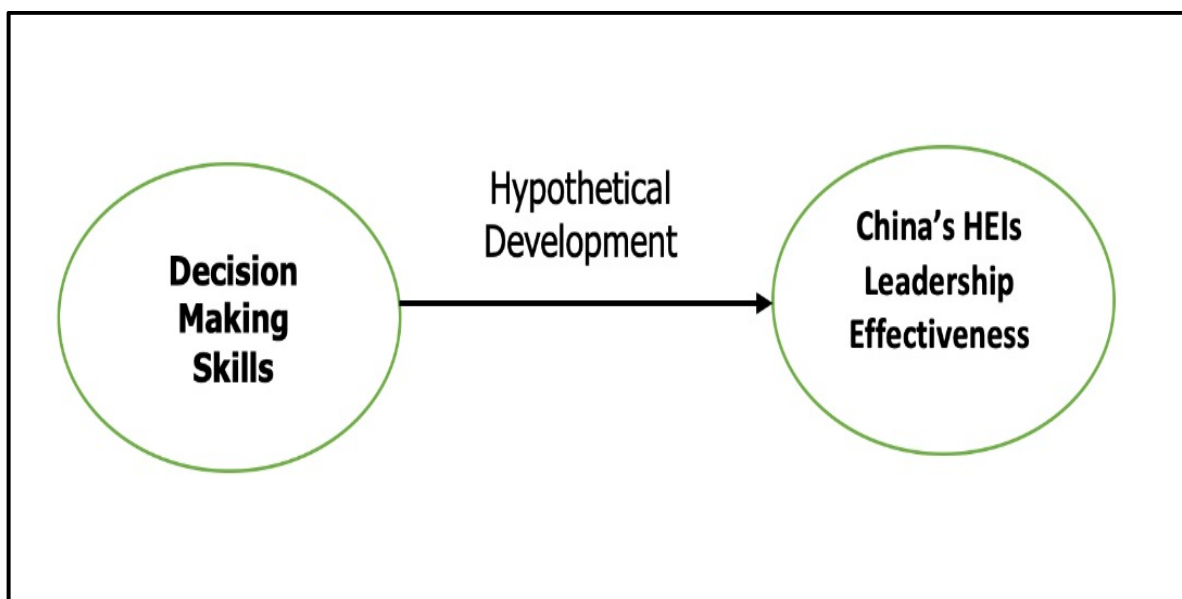 Decision
Making
Skills
Hypothetical
Development
China’s HEIs
Leadership
Effectiveness